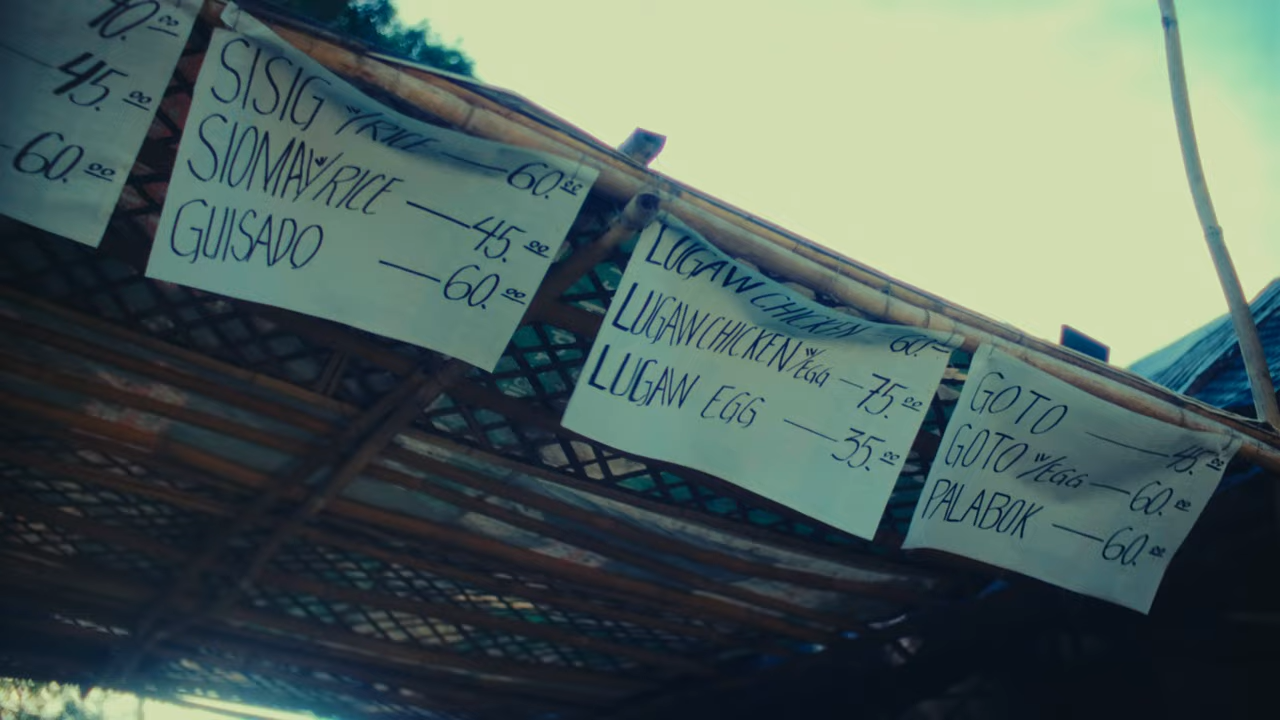 40.00
45.00
60.00
SISIG W/RICE — 60.00
SIOMAY W/RICE — 45.00
GUISADO — 60.00
LUGAW CHICKEN 60.00
LUGAW CHICKEN W/EGG — 75.00
LUGAW EGG — 35.00
GOTO — 45.00
GOTO W/EGG — 60.00
PALABOK — 60.00